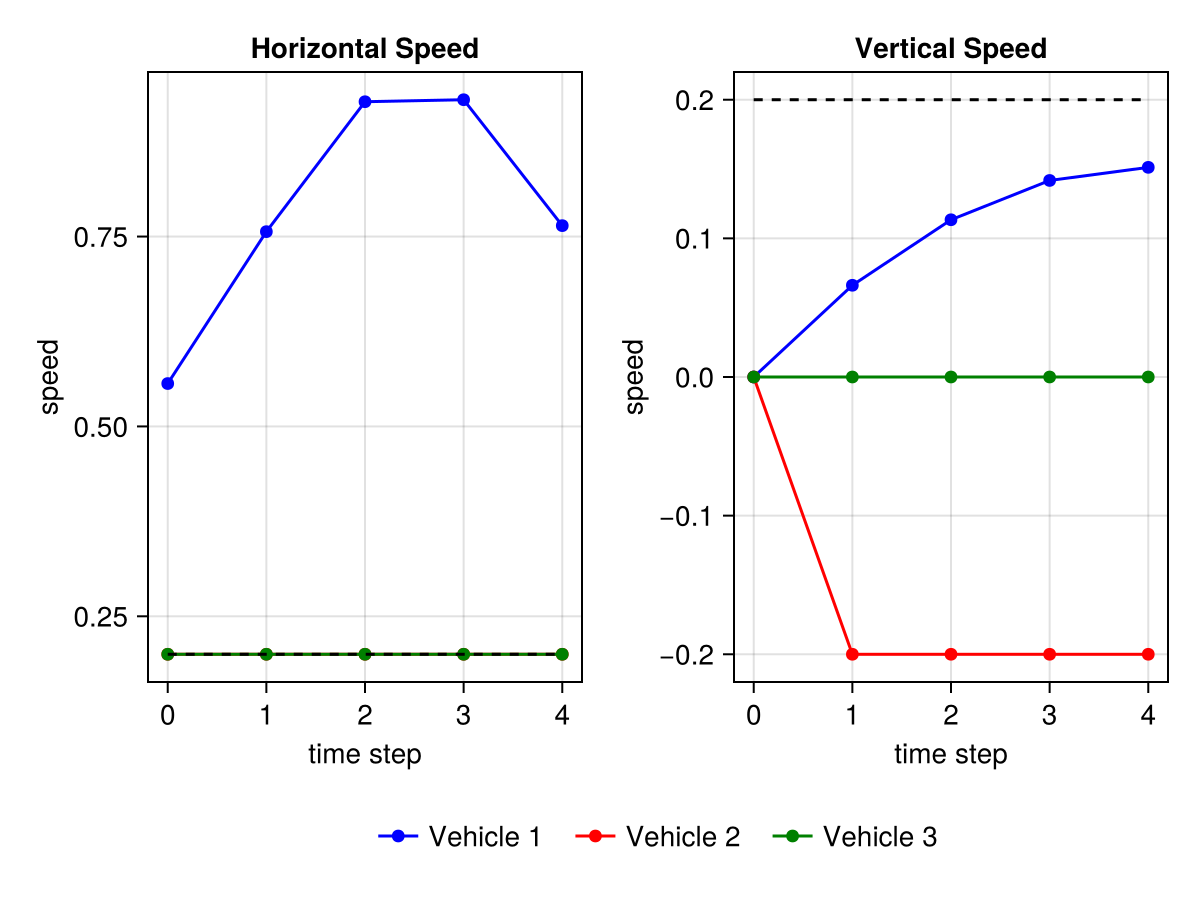 Horizontal Speed
speed
0.75
0.50
0.25
0
1
2
3
4
time step
Vertical Speed
speed
0.2
0.1
0.0
−0.1
−0.2
0
1
2
3
4
time step
Vehicle 1
Vehicle 2
Vehicle 3